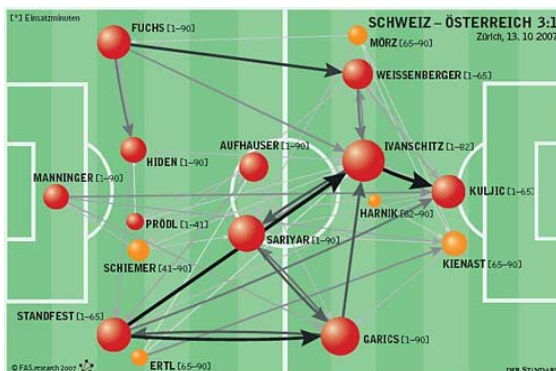 [*] Einsatzminuten
SCHWEIZ – ÖSTERREICH 3:1
Zürich, 13. 10 2007
FUCHS [1–90]
MÖRZ [65–90]
WEISSENBERGER [1–65]
AUFHAUSER [1–90]
IVANSCHITZ [1–82]
HIDEN [1–90]
MANNINGER [1–90]
KULJIC [1–65]
HARNIK [82–90]
PRÖDL [1–41]
SARIYAR [1–90]
SCHIEMER [41–90]
KIENAST [65–90]
STANDFEST [1–65]
GARICS [1–90]
ERTL [65–90]
© FAS.research 2007
DER STANDARD